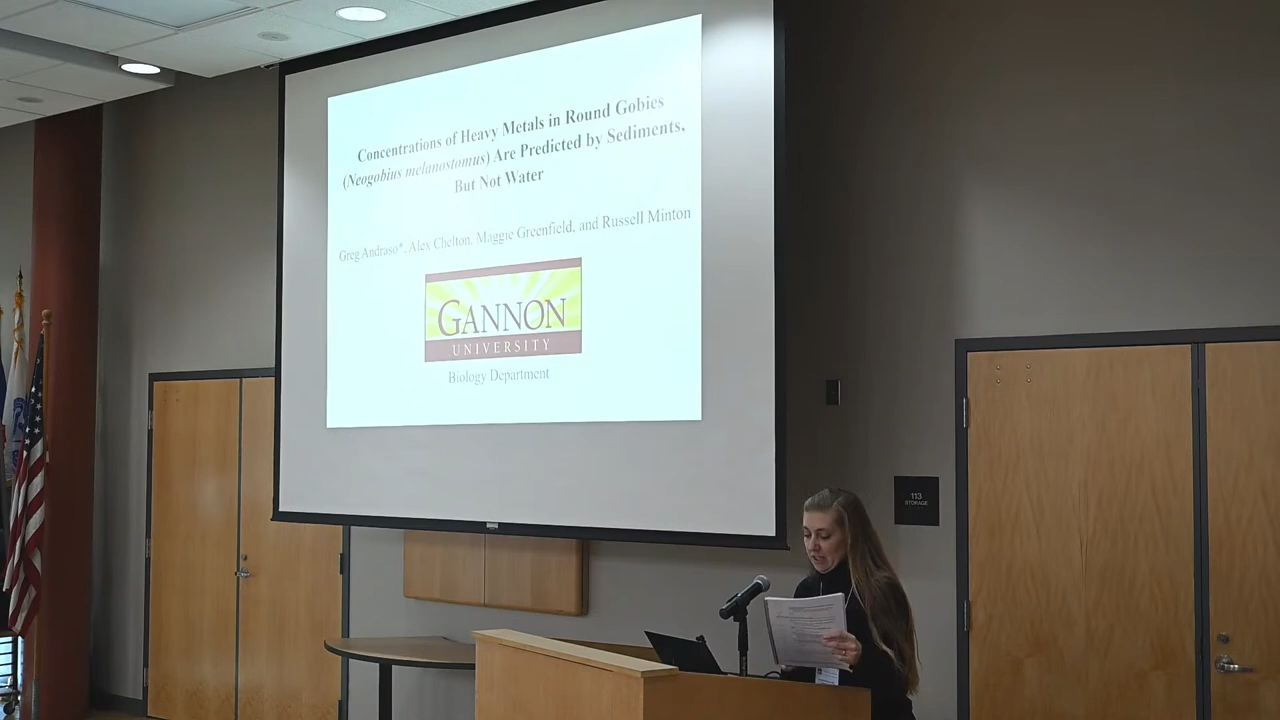 Concentrations of Heavy Metals in Round Gobies
(Neogobius melanostomus) Are Predicted by Sediments,
But Not Water
Greg Andraso*, Alex Chelton, Maggie Greenfield, and Russell Minton
GANNON
UNIVERSITY
Biology Department
113
STORAGE